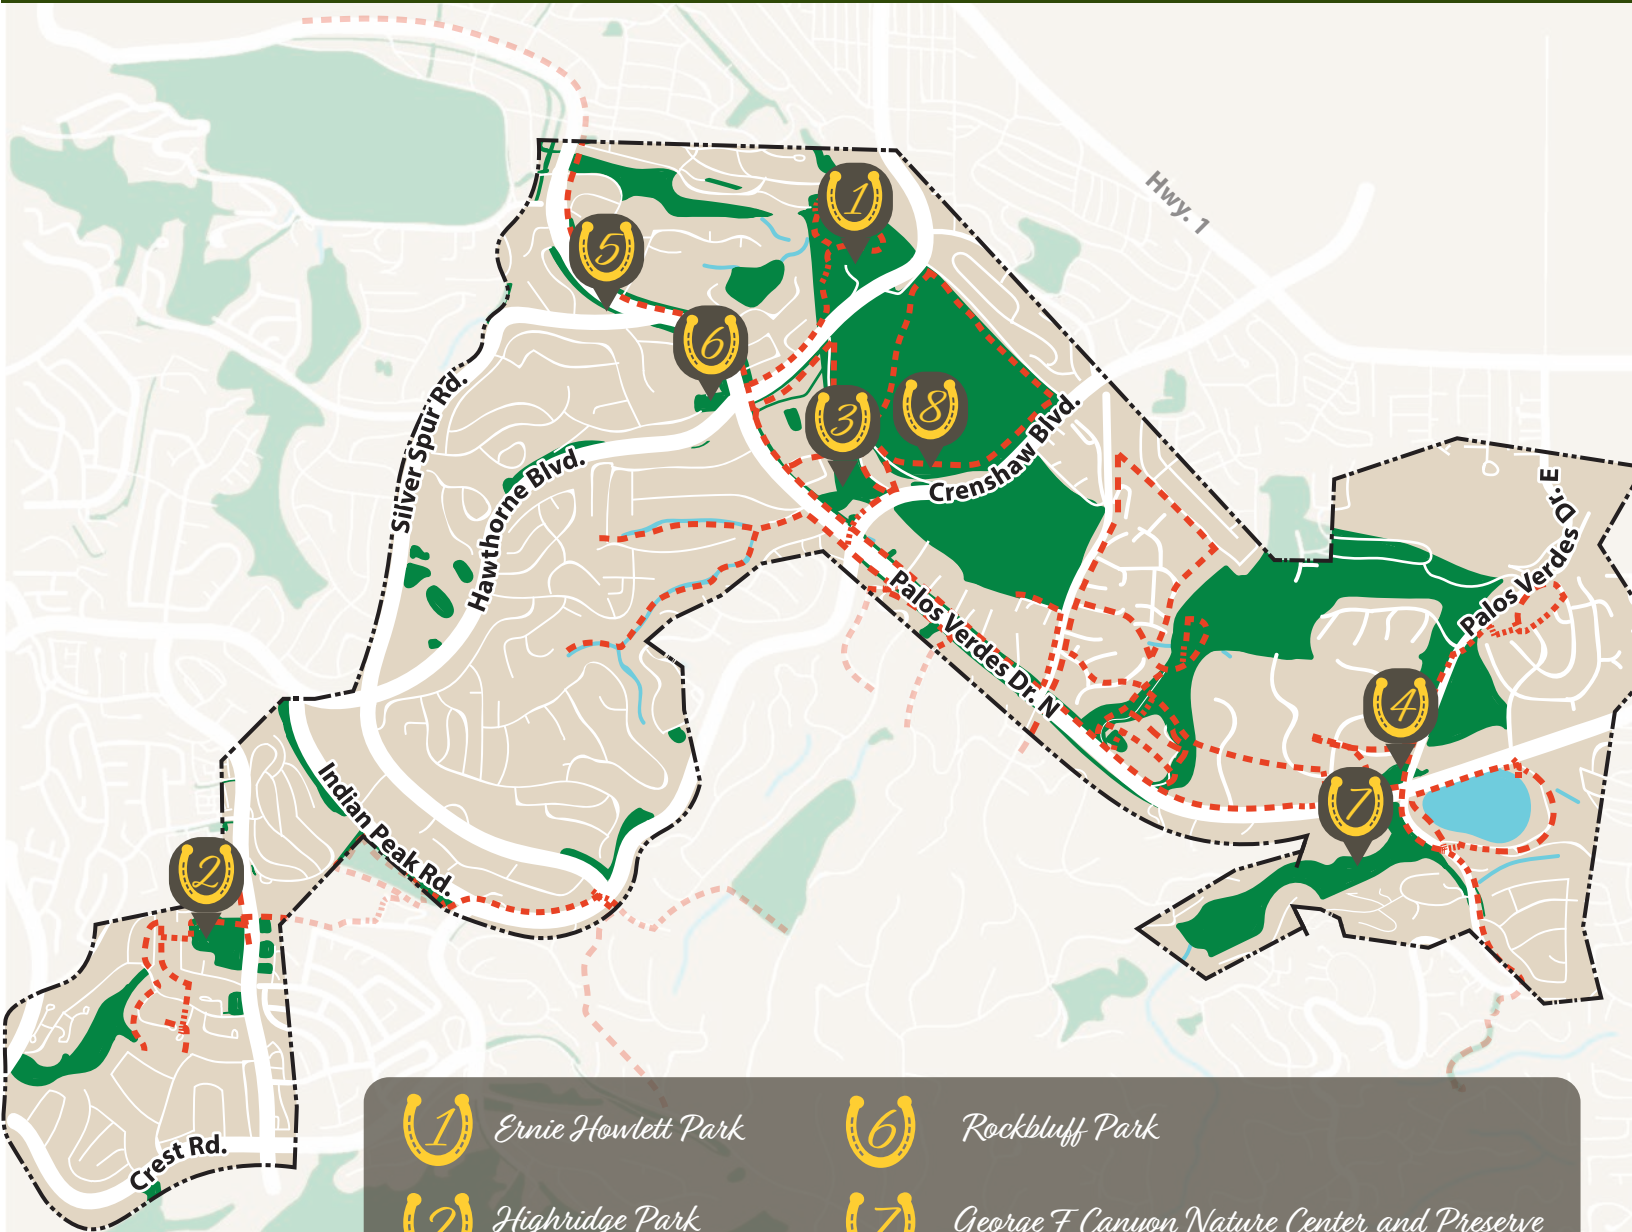 Hwy. 1
1
5
6
3
8
Silver Spur Rd.
Hawthorne Blvd.
Crenshaw Blvd.
Palos Verdes Dr. E
Palos Verdes Dr. N
4
7
Indian Peak Rd.
2
Crest Rd.
1 Ernie Howlett Park
6 Rockbluff Park
2 Highridge Park
7 George F Canyon Nature Center and Preserve